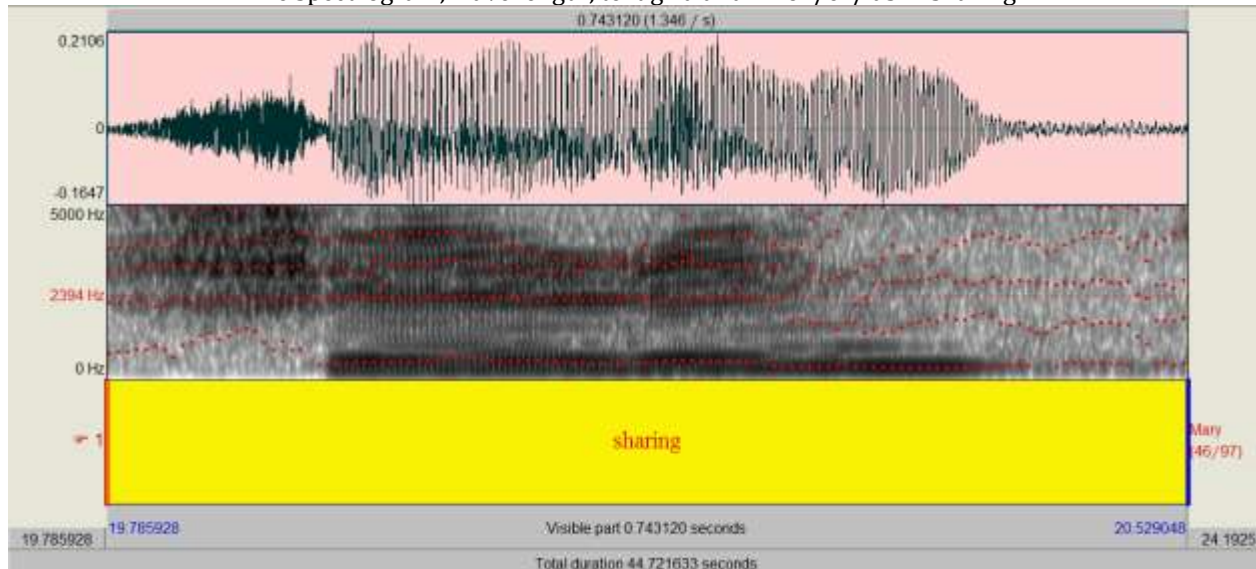 0.743120 (1.346 / s)
0.2106
0
-0.1647
5000 Hz
2394 Hz
0 Hz
1
sharing
Mary
(46/97)
19.785928 Visible part 0.743120 seconds 20.529048
19.785928 24.1925
Total duration 44.721633 seconds